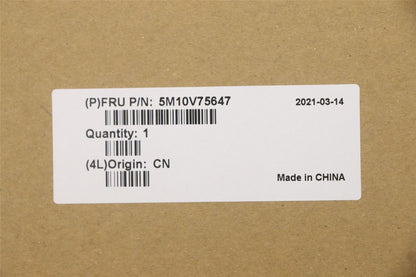 (P)FRU P/N: 5M10V75647 2021-03-14
Quantity: 1
(4L)Origin: CN
Made in CHINA